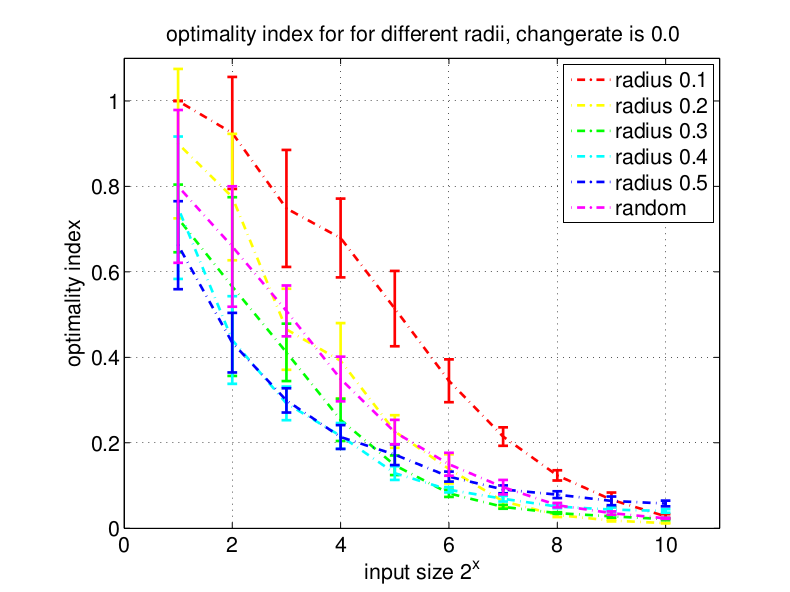 optimality index for for different radii, changerate is 0.0
radius 0.1
radius 0.2
radius 0.3
radius 0.4
radius 0.5
random
optimality index
1
0.8
0.6
0.4
0.2
0
0 2 4 6 8 10
input size 2^x